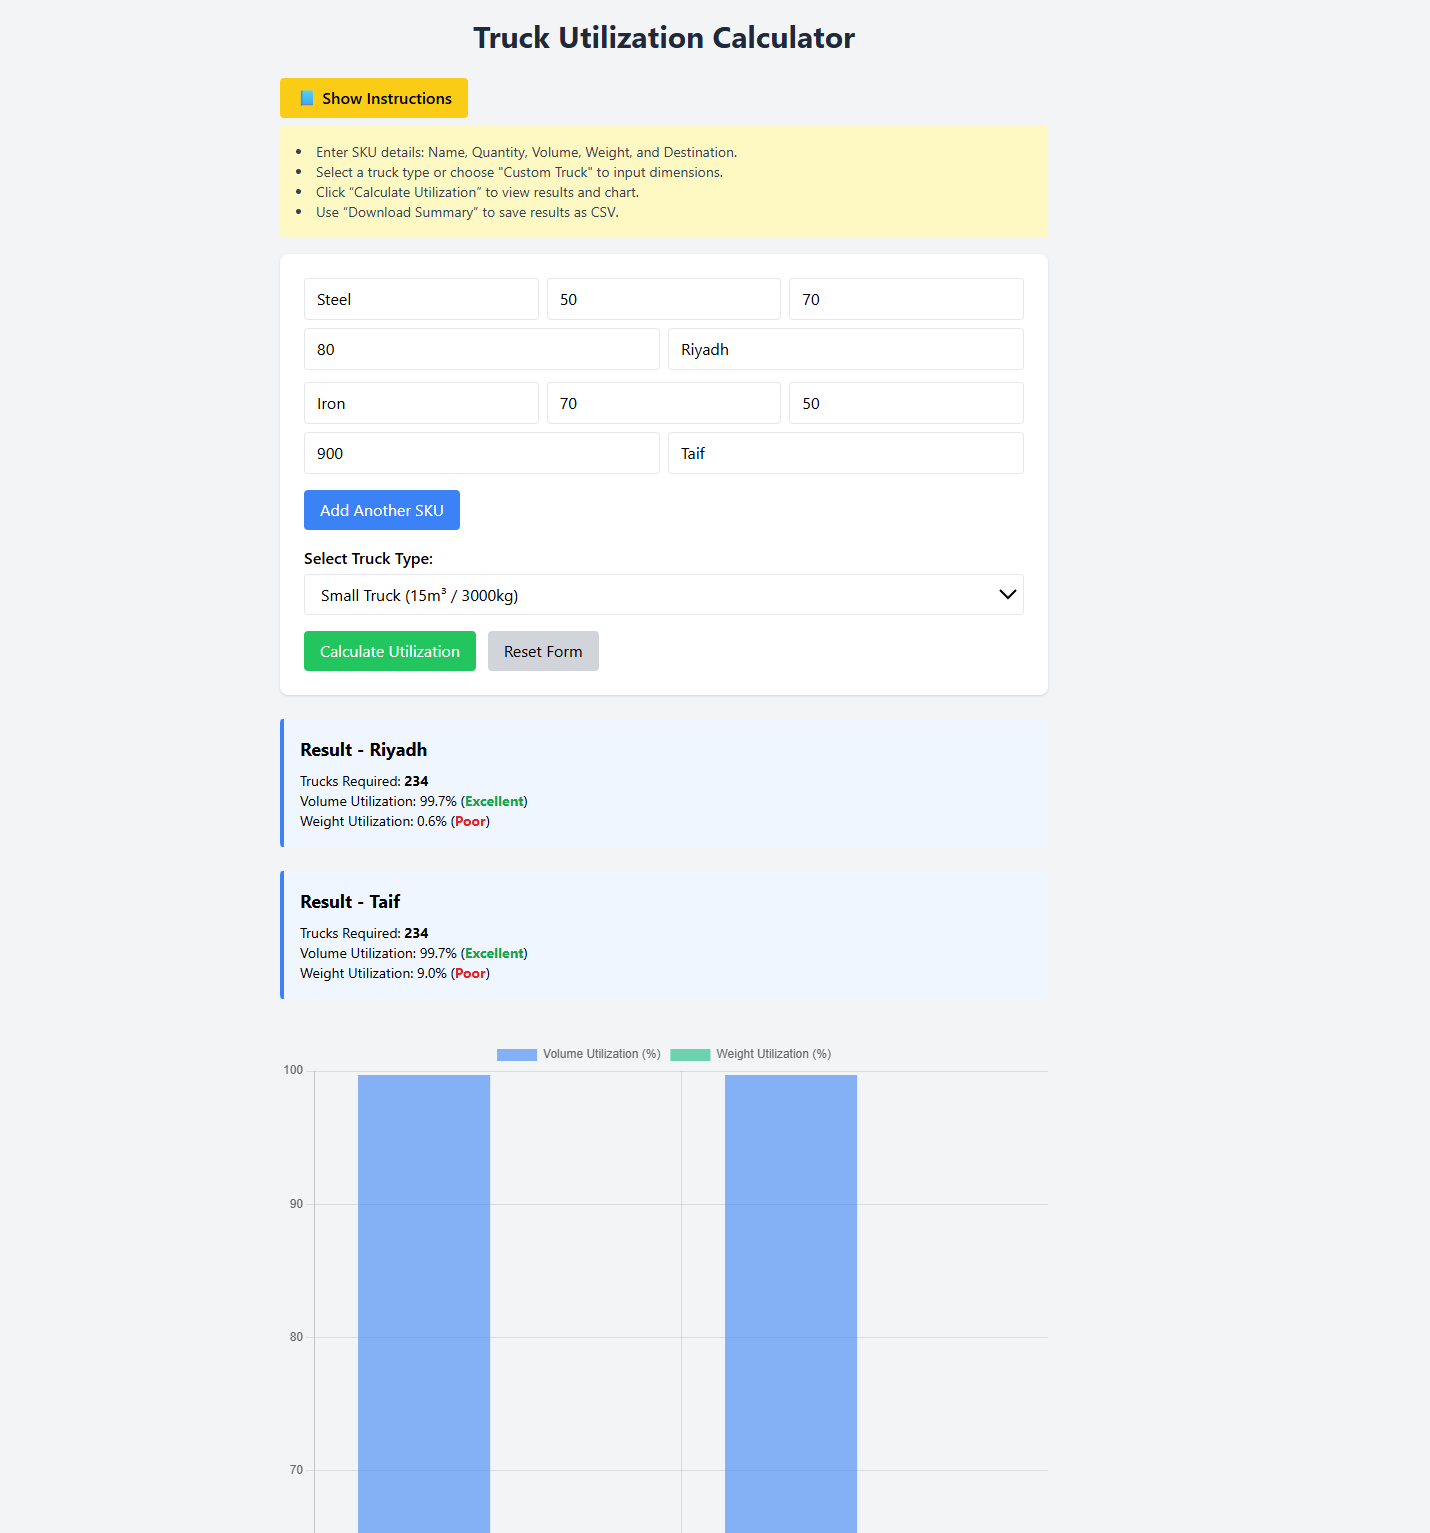 Truck Utilization Calculator
📘 Show Instructions
• Enter SKU details: Name, Quantity, Volume, Weight, and Destination.
• Select a truck type or choose "Custom Truck" to input dimensions.
• Click “Calculate Utilization” to view results and chart.
• Use “Download Summary” to save results as CSV.
Steel 50 70
80 Riyadh
Iron 70 50
900 Taif
Add Another SKU
Select Truck Type:
Small Truck (15m³ / 3000kg)
Calculate Utilization Reset Form
Result - Riyadh
Trucks Required: 234
Volume Utilization: 99.7% (Excellent)
Weight Utilization: 0.6% (Poor)
Result - Taif
Trucks Required: 234
Volume Utilization: 99.7% (Excellent)
Weight Utilization: 9.0% (Poor)
Volume Utilization (%) Weight Utilization (%)
100
90
80
70